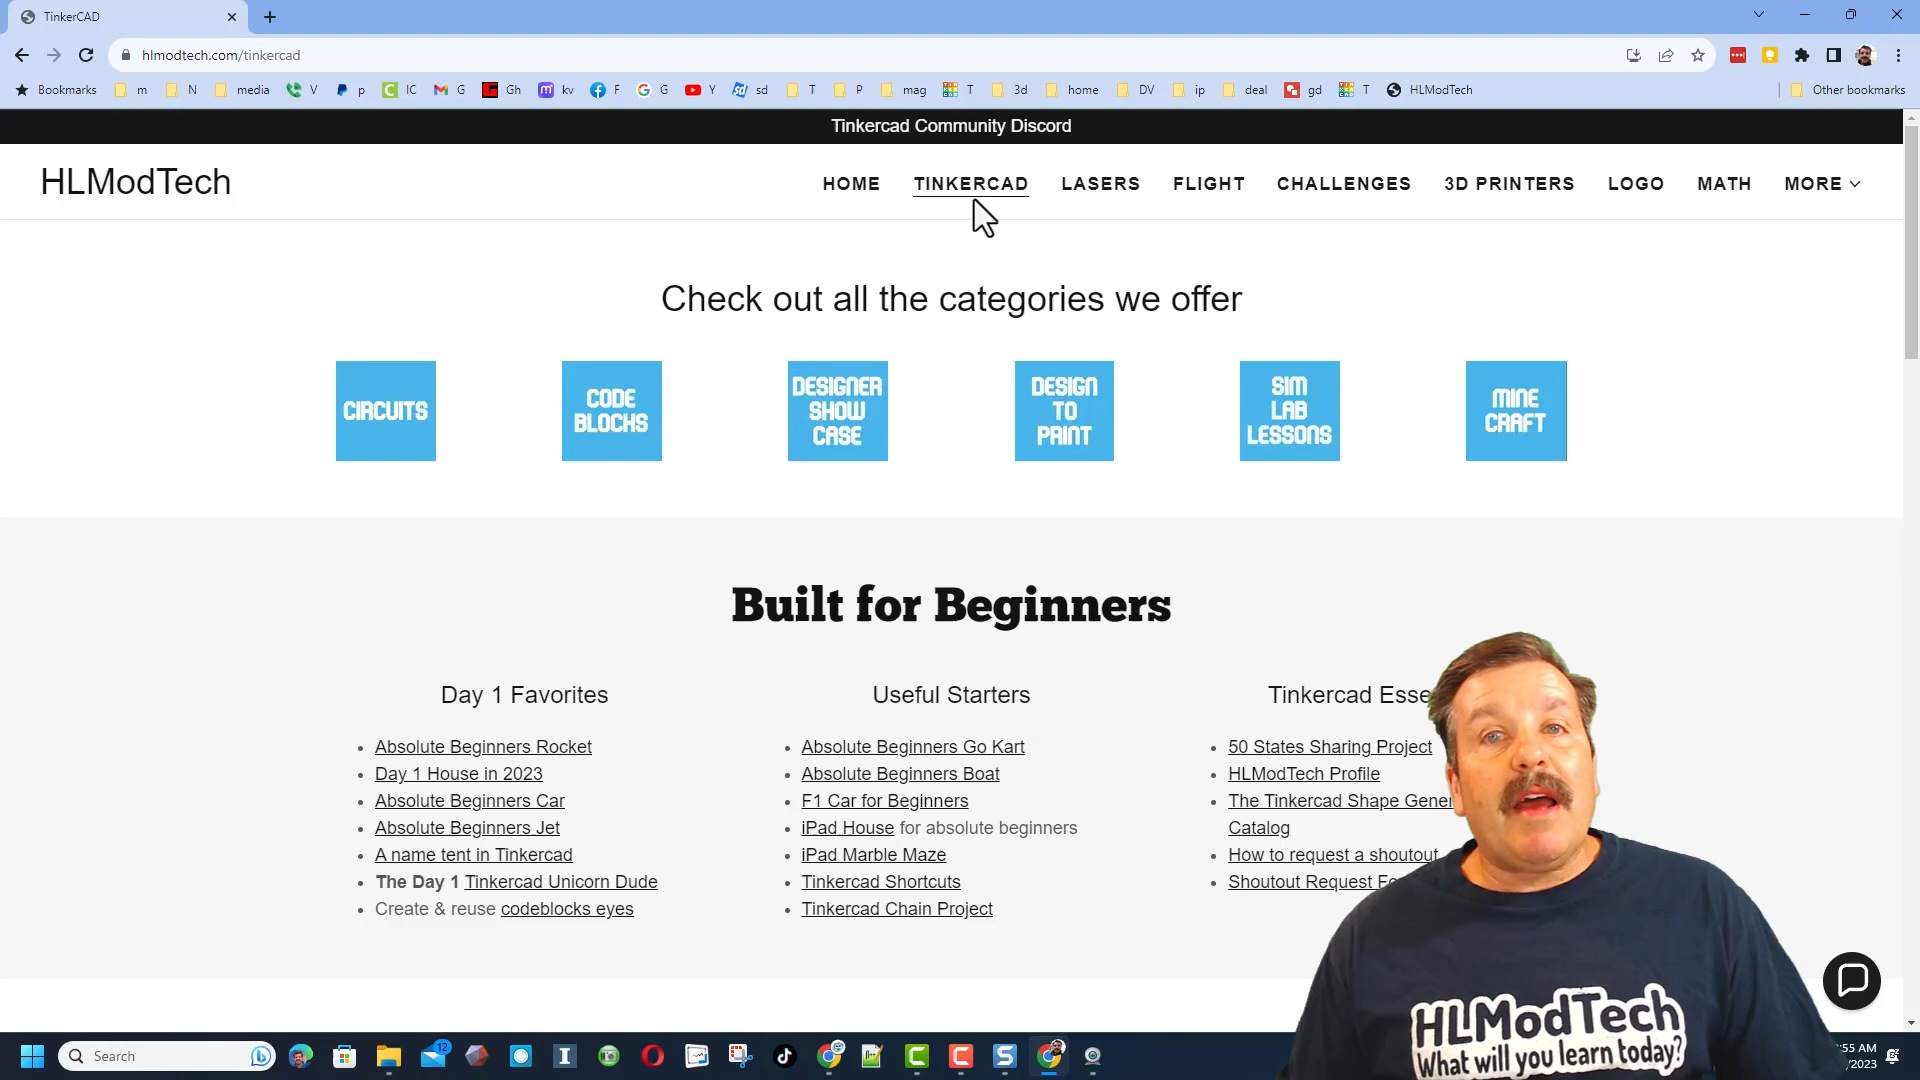 TinkerCAD
hlmodtech.com/tinkercad
Bookmarks m N media V p IC G Gh kv F G Y sd T P mag T 3d home DV ip deal gd T HLModTech Other bookmarks
Tinkercad Community Discord
HLModTech
HOME TINKERCAD LASERS FLIGHT CHALLENGES 3D PRINTERS LOGO MATH MORE
Check out all the categories we offer
CIRCUITS
CODE
BLOCKS
DESIGNER
SHOW
CASE
DESIGN
TO
PRINT
SIM
LAB
LESSONS
MINE
CRAFT
Built for Beginners
Day 1 Favorites
Absolute Beginners Rocket
Day 1 House in 2023
Absolute Beginners Car
Absolute Beginners Jet
A name tent in Tinkercad
The Day 1 Tinkercad Unicorn Dude
Create & reuse codeblocks eyes
Useful Starters
Absolute Beginners Go Kart
Absolute Beginners Boat
F1 Car for Beginners
iPad House for absolute beginners
iPad Marble Maze
Tinkercad Shortcuts
Tinkercad Chain Project
Tinkercad Esse
50 States Sharing Project
HLModTech Profile
The Tinkercad Shape Gener
Catalog
How to request a shoutout
Shoutout Request Fo
HLModTech
What will you learn today?
Search
12
:55 AM
/2023